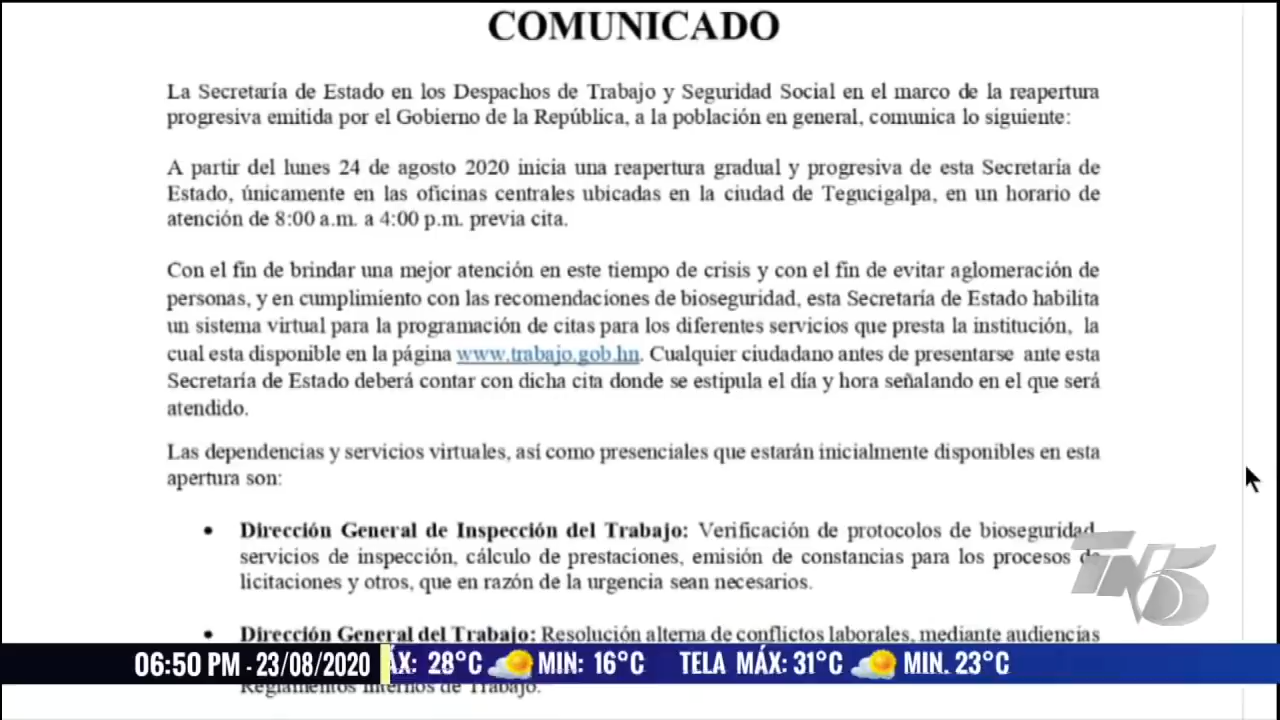 COMUNICADO
La Secretaría de Estado en los Despachos de Trabajo y Seguridad Social en el marco de la reapertura
progresiva emitida por el Gobierno de la República, a la población en general, comunica lo siguiente:
A partir del lunes 24 de agosto 2020 inicia una reapertura gradual y progresiva de esta Secretaría de
Estado, únicamente en las oficinas centrales ubicadas en la ciudad de Tegucigalpa, en un horario de
atención de 8:00 a.m. a 4:00 p.m. previa cita.
Con el fin de brindar una mejor atención en este tiempo de crisis y con el fin de evitar aglomeración de
personas, y en cumplimiento con las recomendaciones de bioseguridad, esta Secretaría de Estado habilita
un sistema virtual para la programación de citas para los diferentes servicios que presta la institución, la
cual esta disponible en la página www.trabajo.gob.hn. Cualquier ciudadano antes de presentarse ante esta
Secretaría de Estado deberá contar con dicha cita donde se estipula el día y hora señalando en el que será
atendido.
Las dependencias y servicios virtuales, así como presenciales que estarán inicialmente disponibles en esta
apertura son:
• Dirección General de Inspección del Trabajo: Verificación de protocolos de bioseguridad,
servicios de inspección, cálculo de prestaciones, emisión de constancias para los procesos de
licitaciones y otros, que en razón de la urgencia sean necesarios.
TN5
• Dirección General del Trabajo: Resolución alterna de conflictos laborales, mediante audiencias
06:50 PM - 23/08/2020 ÁX: 28°C MIN: 16°C TELA MÁX: 31°C MIN. 23°C
Reglamentos Internos de Trabajo.